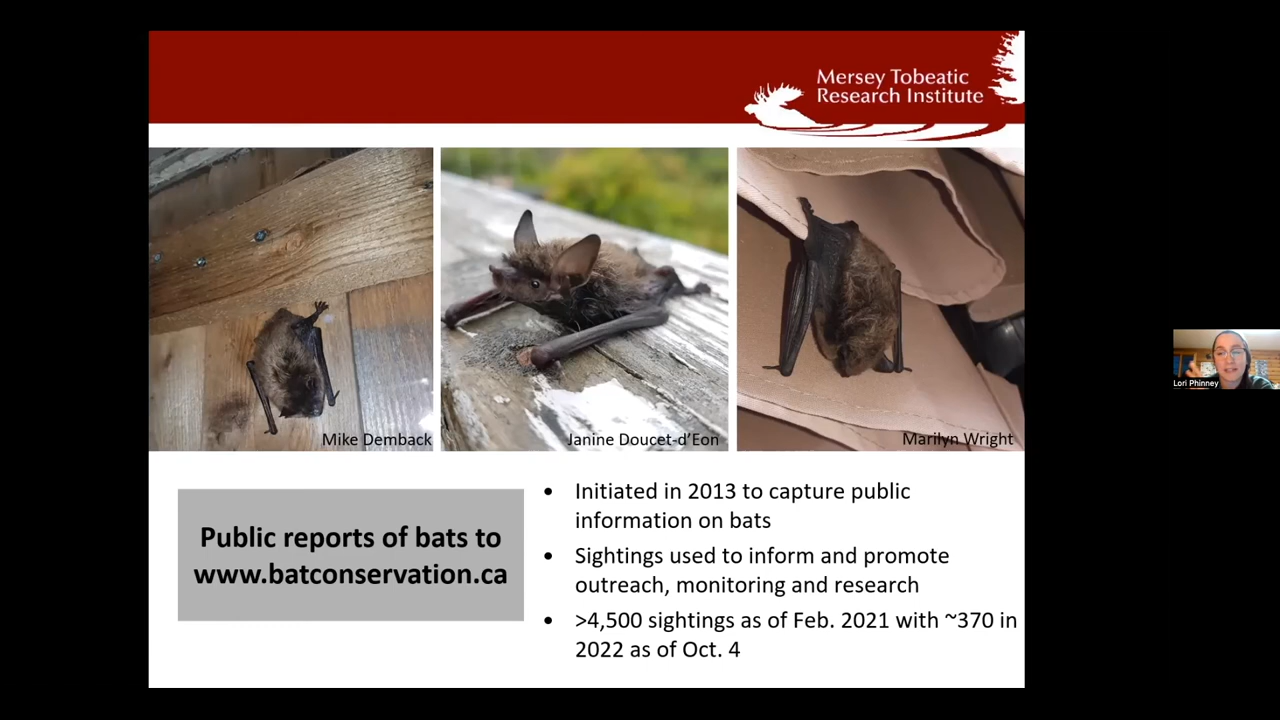 Mersey Tobeatic
Research Institute
Mike Demback
Janine Doucet-d'Eon
Marilyn Wright
Lori Phinney
Public reports of bats to
www.batconservation.ca
• Initiated in 2013 to capture public
information on bats
• Sightings used to inform and promote
outreach, monitoring and research
• >4,500 sightings as of Feb. 2021 with ~370 in
2022 as of Oct. 4